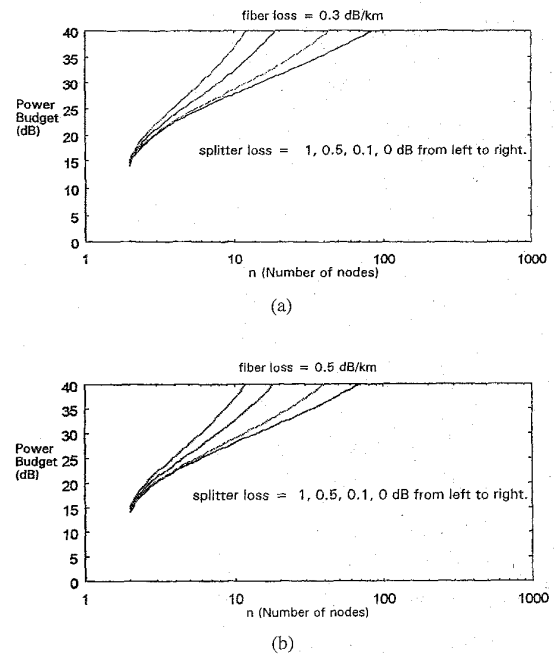 fiber loss = 0.3 dB/km
40
35
30
25
20
15
10
5
0
Power
Budget
(dB)
splitter loss = 1, 0.5, 0.1, 0 dB from left to right.
1 10 100 1000
n (Number of nodes)
(a)
fiber loss = 0.5 dB/km
40
35
30
25
20
15
10
5
0
Power
Budget
(dB)
splitter loss = 1, 0.5, 0.1, 0 dB from left to right.
1 10 100 1000
n (Number of nodes)
(b)